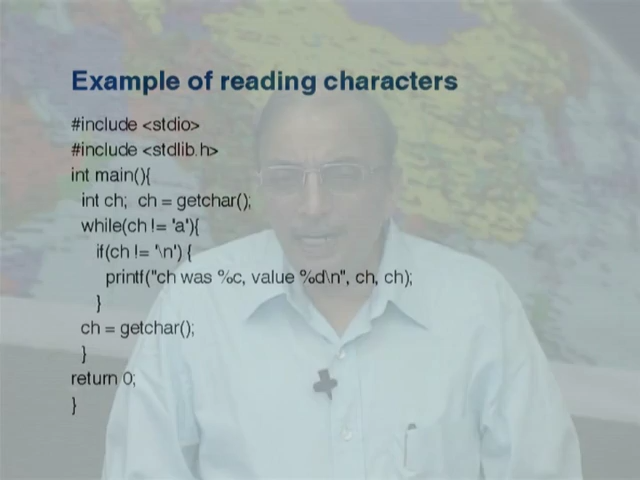 Example of reading characters
#include <stdio>
#include <stdlib.h>
int main(){
int ch; ch = getchar();
while(ch != 'a'){
if(ch != '\n') {
printf("ch was %c, value %d\n", ch, ch);
}
ch = getchar();
}
return 0;
}